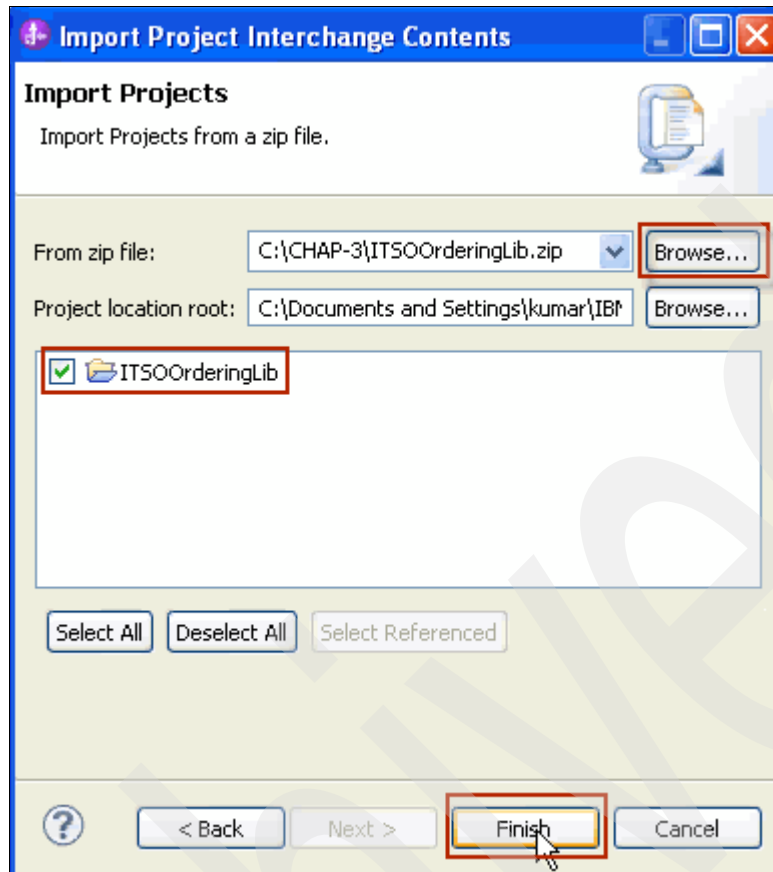 Import Project Interchange Contents
Import Projects
Import Projects from a zip file.
From zip file: C:\CHAP-3\ITSOOrderingLib.zip Browse...
Project location root: C:\Documents and Settings\kumar\IBM Browse...
ITSOOrderingLib
Select All Deselect All Select Referenced
? < Back Next > Finish Cancel